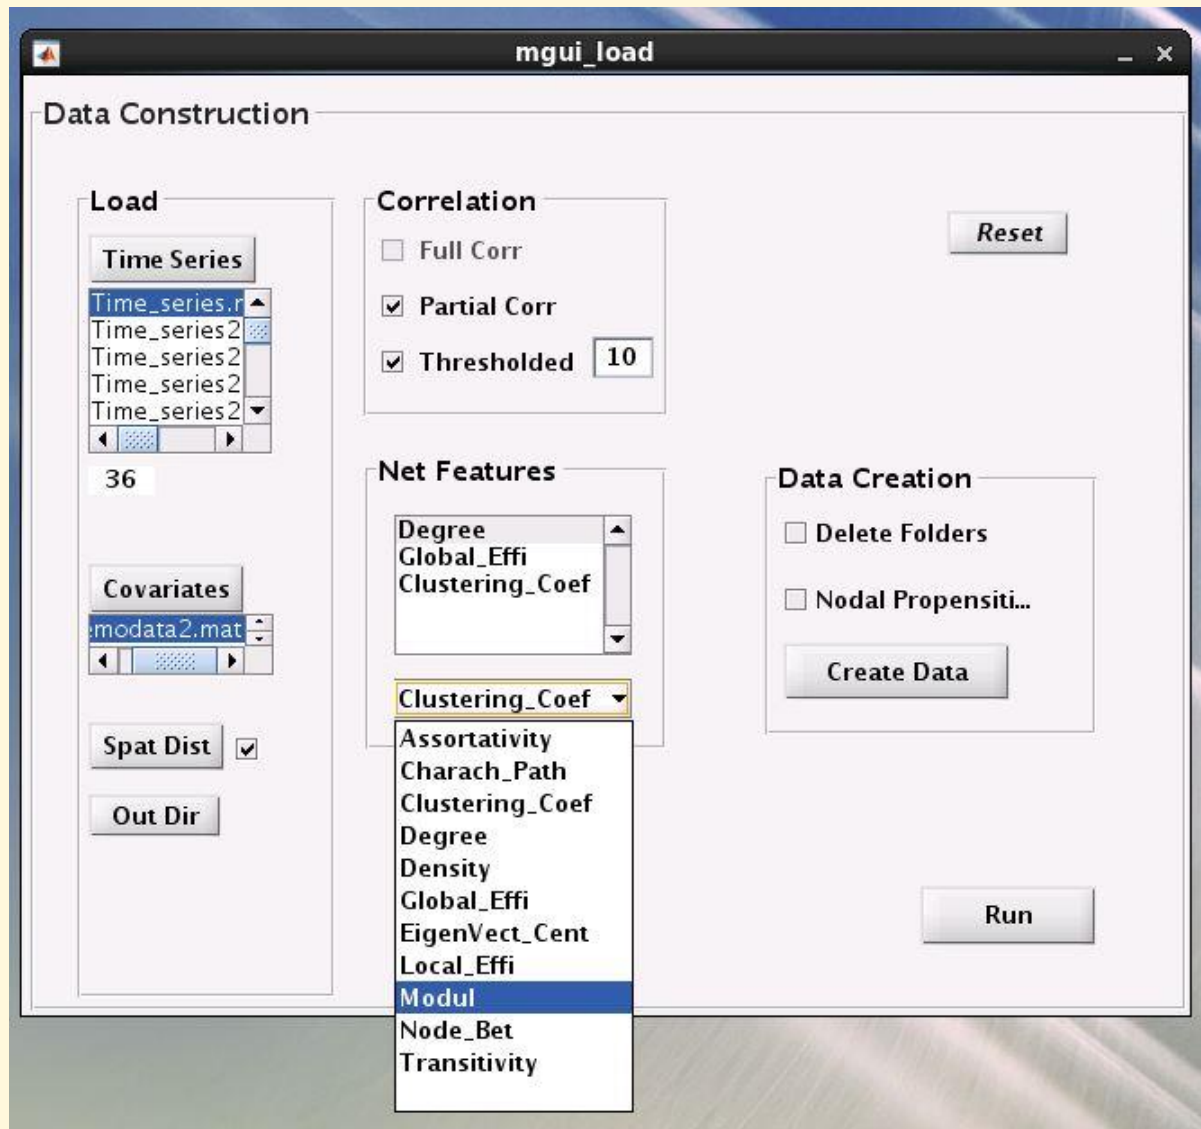 mgui_load
Data Construction
Load
Time Series
Time_series.r
Time_series2
Time_series2
Time_series2
Time_series2
36
Covariates
emodata2.mat
Spat Dist
Out Dir
Correlation
Full Corr
Partial Corr
Thresholded 10
Net Features
Degree
Global_Effi
Clustering_Coef
Clustering_Coef
Assortativity
Charach_Path
Clustering_Coef
Degree
Density
Global_Effi
EigenVect_Cent
Local_Effi
Modul
Node_Bet
Transitivity
Reset
Data Creation
Delete Folders
Nodal Propensiti...
Create Data
Run